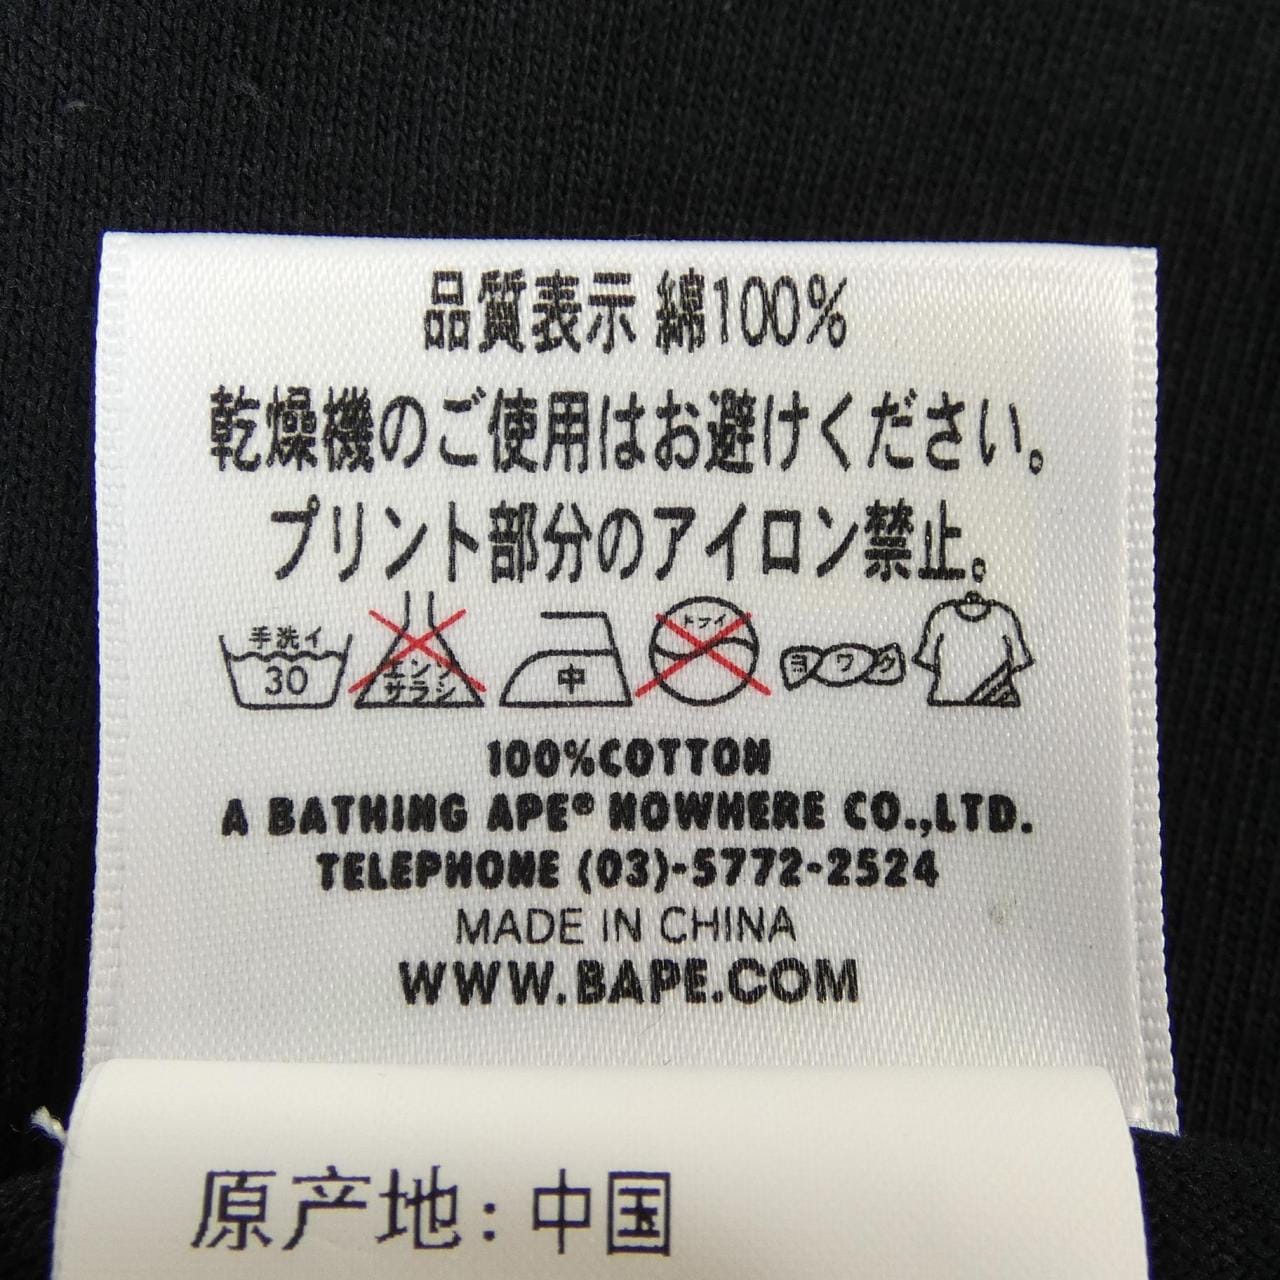 品質表示 綿100%
乾燥機のご使用はお避けください。
プリント部分のアイロン禁止。
手洗イ
30
エンソ
サラシ
中
ドライ
ヨワク
100%COTTON
A BATHING APE® NOWHERE CO.,LTD.
TELEPHONE (03)-5772-2524
MADE IN CHINA
WWW.BAPE.COM
原产地：中国